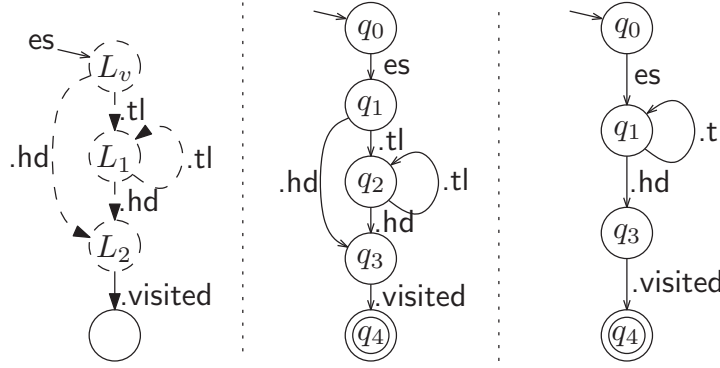 es
L_v
.tl
L_1
.hd
.tl
.hd
L_2
.visited
q_0
es
q_1
.tl
.hd
q_2
.tl
.hd
q_3
.visited
q_4
q_0
es
q_1
.t
.hd
q_3
.visited
q_4